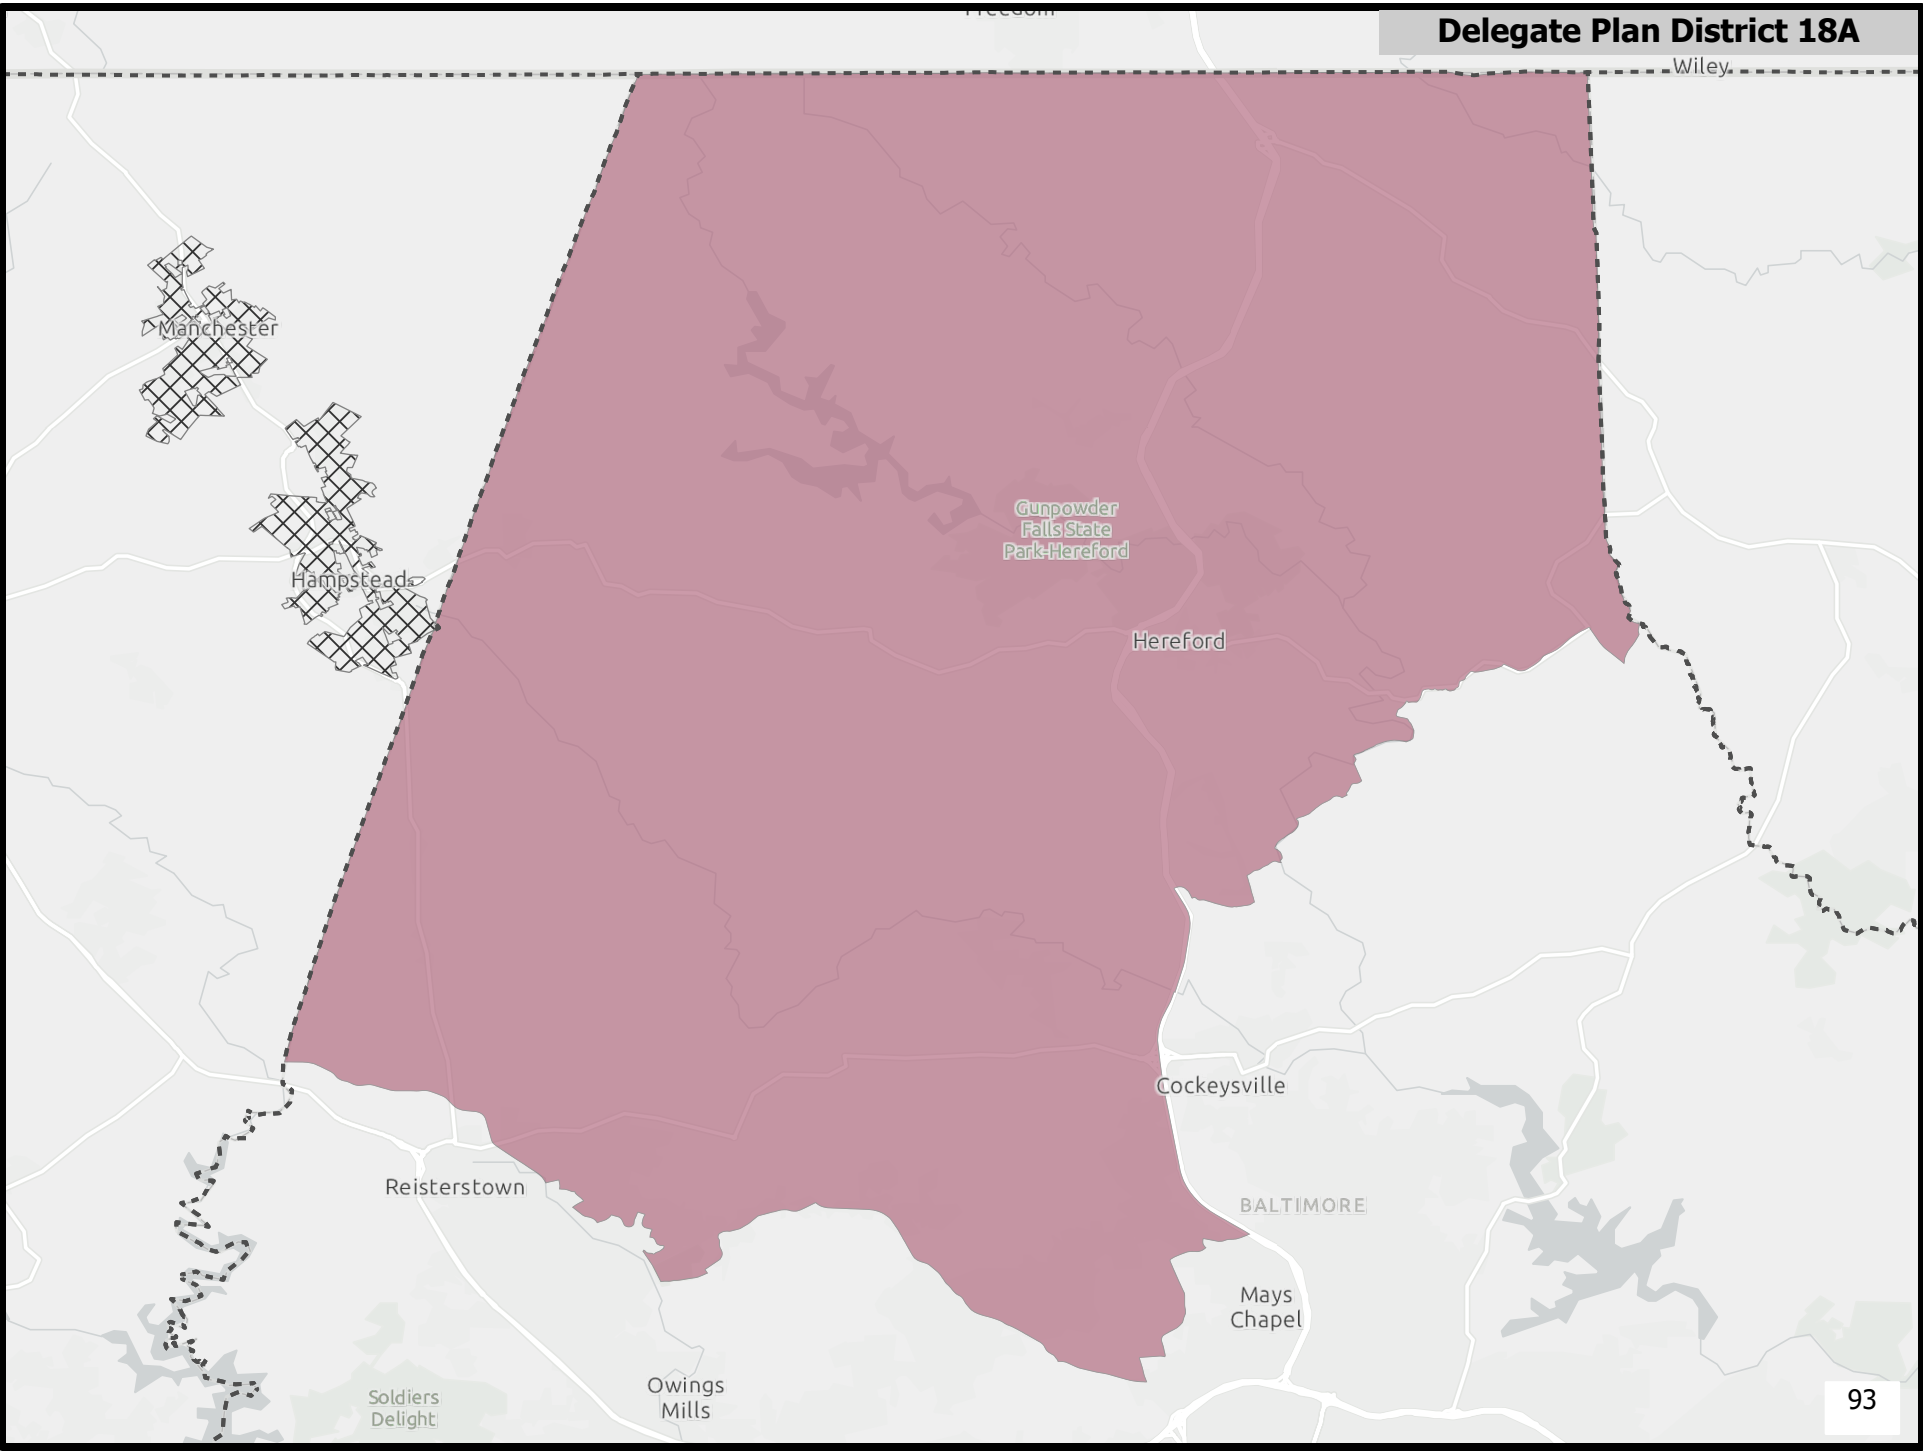 Freedom
Delegate Plan District 18A
Wiley
Manchester
Gunpowder
Falls State
Park-Hereford
Hampstead
Hereford
Cockeysville
Reisterstown
BALTIMORE
Mays
Chapel
Owings
Mills
Soldiers
Delight
93